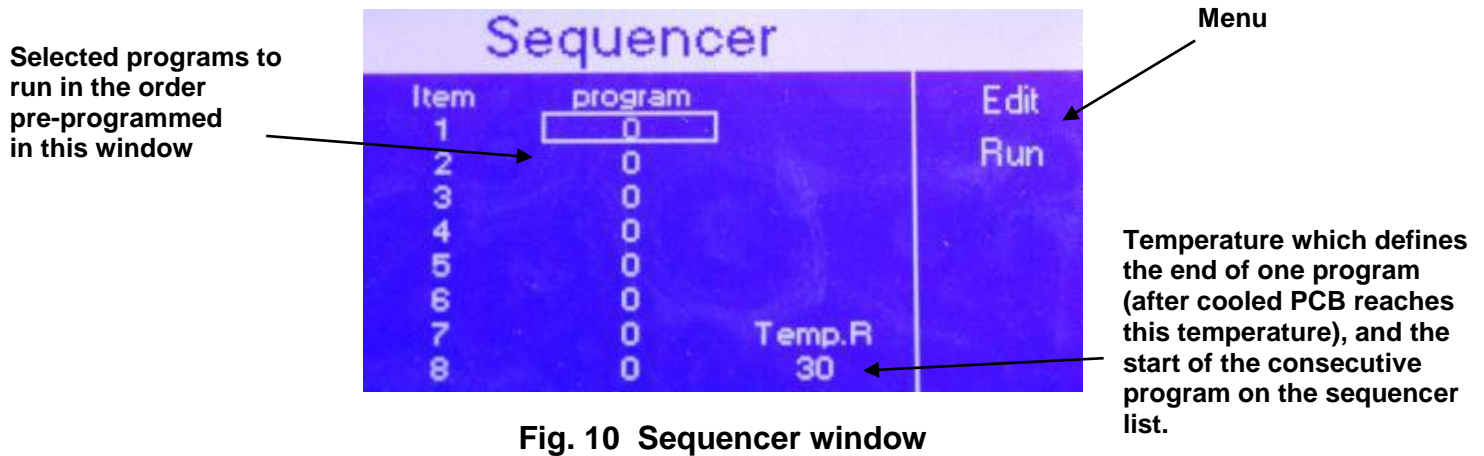 Selected programs to
run in the order
pre-programmed
in this window
Sequencer
Item program
1 0
2 0
3 0
4 0
5 0
6 0
7 0 Temp.R
8 0 30
Menu
Edit
Run
Temperature which defines
the end of one program
(after cooled PCB reaches
this temperature), and the
start of the consecutive
program on the sequencer
list.
Fig. 10 Sequencer window